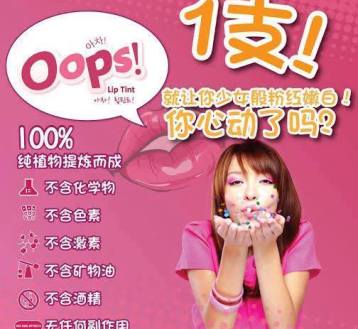 아차!
Oops!
Lip Tint
아차! 틴트!
支!
就让你少女般粉红嫩白!
你心动了吗?
100%
纯植物提炼而成
不含化学物
不含色素
不含激素
不含矿物油
不含酒精
无任何副作用